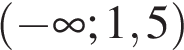 (−∞; 1, 5)